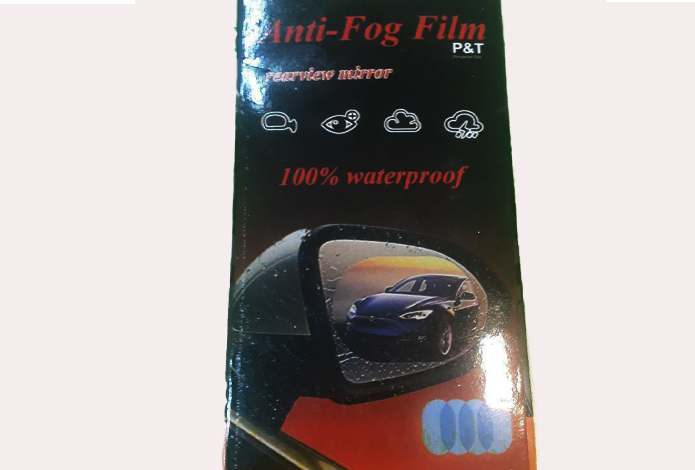 Anti-Fog Film
P&T
rearview mirror
100% waterproof